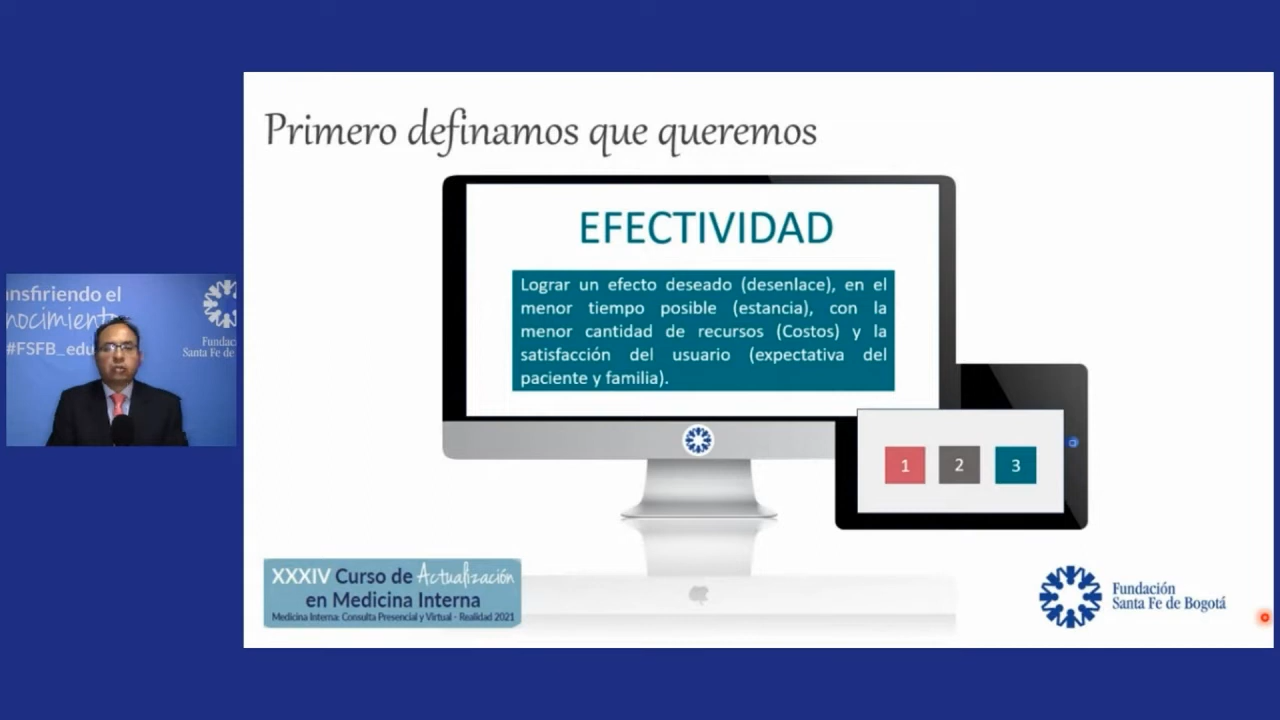 Primero definamos que queremos
EFECTIVIDAD
Lograr un efecto deseado (desenlace), en el
menor tiempo posible (estancia), con la
menor cantidad de recursos (Costos) y la
satisfacción del usuario (expectativa del
paciente y familia).
1 2 3
nsfiriendo el
nocimient
#FSFB_edu
Fundac
Santa Fe de
XXXIV Curso de Actualización
en Medicina Interna
Medicina Interna: Consulta Presencial y Virtual - Realidad 2021
Fundación
Santa Fe de Bogotá